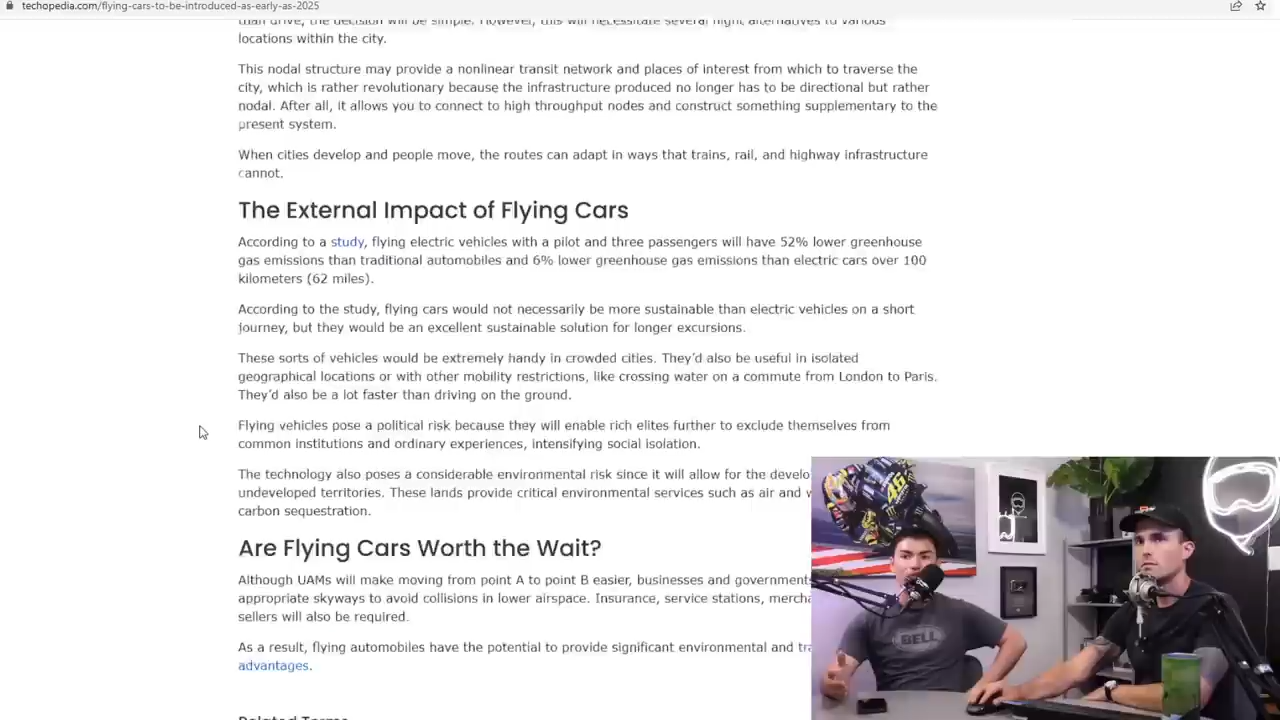 techopedia.com/flying-cars-to-be-introduced-as-early-as-2025
than drive, the decision will be simple. However, this will necessitate several flight alternatives to various
locations within the city.
This nodal structure may provide a nonlinear transit network and places of interest from which to traverse the
city, which is rather revolutionary because the infrastructure produced no longer has to be directional but rather
nodal. After all, it allows you to connect to high throughput nodes and construct something supplementary to the
present system.
When cities develop and people move, the routes can adapt in ways that trains, rail, and highway infrastructure
cannot.
The External Impact of Flying Cars
According to a study, flying electric vehicles with a pilot and three passengers will have 52% lower greenhouse
gas emissions than traditional automobiles and 6% lower greenhouse gas emissions than electric cars over 100
kilometers (62 miles).
According to the study, flying cars would not necessarily be more sustainable than electric vehicles on a short
journey, but they would be an excellent sustainable solution for longer excursions.
These sorts of vehicles would be extremely handy in crowded cities. They'd also be useful in isolated
geographical locations or with other mobility restrictions, like crossing water on a commute from London to Paris.
They'd also be a lot faster than driving on the ground.
Flying vehicles pose a political risk because they will enable rich elites further to exclude themselves from
common institutions and ordinary experiences, intensifying social isolation.
The technology also poses a considerable environmental risk since it will allow for the develo
undeveloped territories. These lands provide critical environmental services such as air and w
carbon sequestration.
Are Flying Cars Worth the Wait?
Although UAMs will make moving from point A to point B easier, businesses and government
appropriate skyways to avoid collisions in lower airspace. Insurance, service stations, mercha
sellers will also be required.
As a result, flying automobiles have the potential to provide significant environmental and tra
advantages.
Related Terms
46
BELL